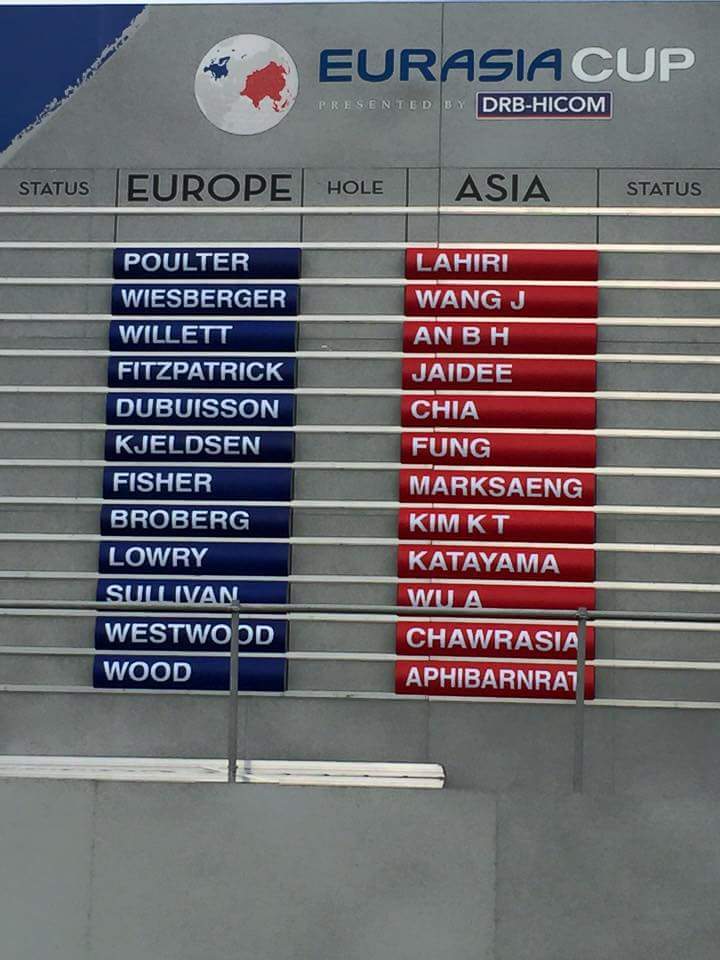 EURASIA CUP
PRESENTED BY DRB-HICOM
STATUS EUROPE HOLE ASIA STATUS
POULTER LAHIRI
WIESBERGER WANG J
WILLETT AN B H
FITZPATRICK JAIDEE
DUBUISSON CHIA
KJELDSEN FUNG
FISHER MARKSAENG
BROBERG KIM K T
LOWRY KATAYAMA
SULLIVAN WU A
WESTWOOD CHAWRASIA
WOOD APHIBARNRAT